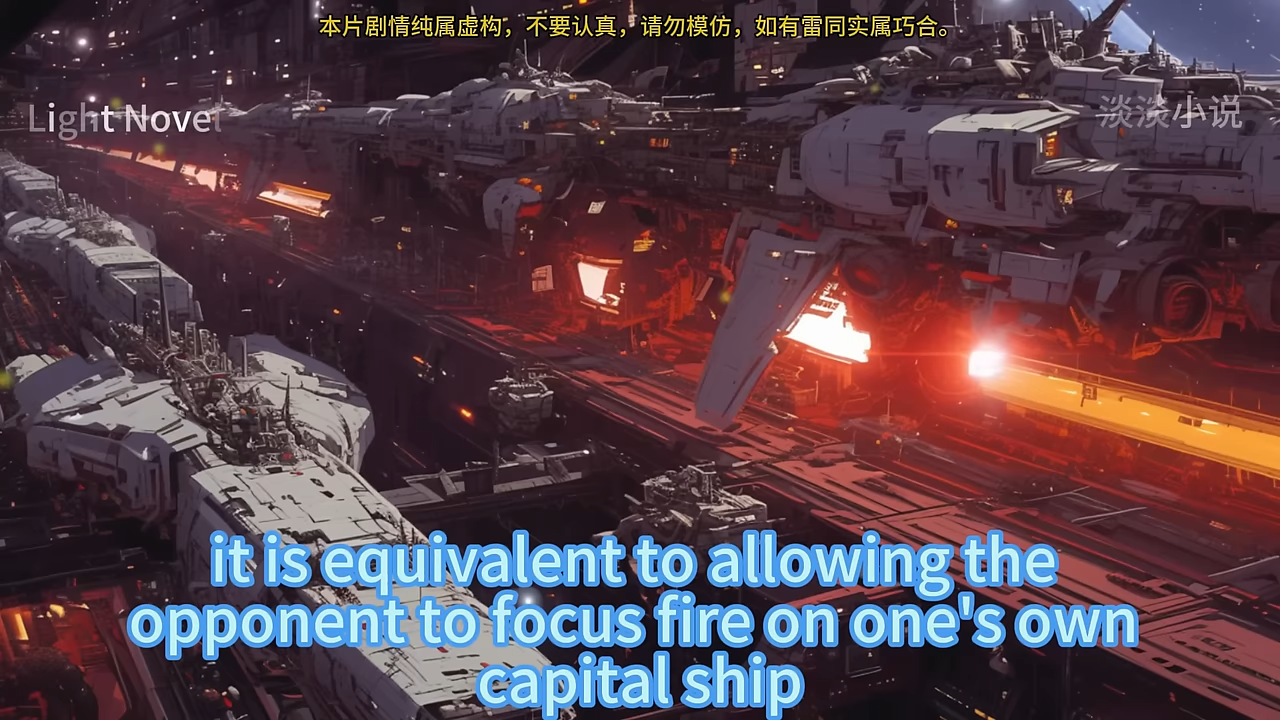 本片剧情纯属虚构，不要认真，请勿模仿，如有雷同实属巧合。
Light Novel
淡淡小说
it is equivalent to allowing the
opponent to focus fire on one's own
capital ship